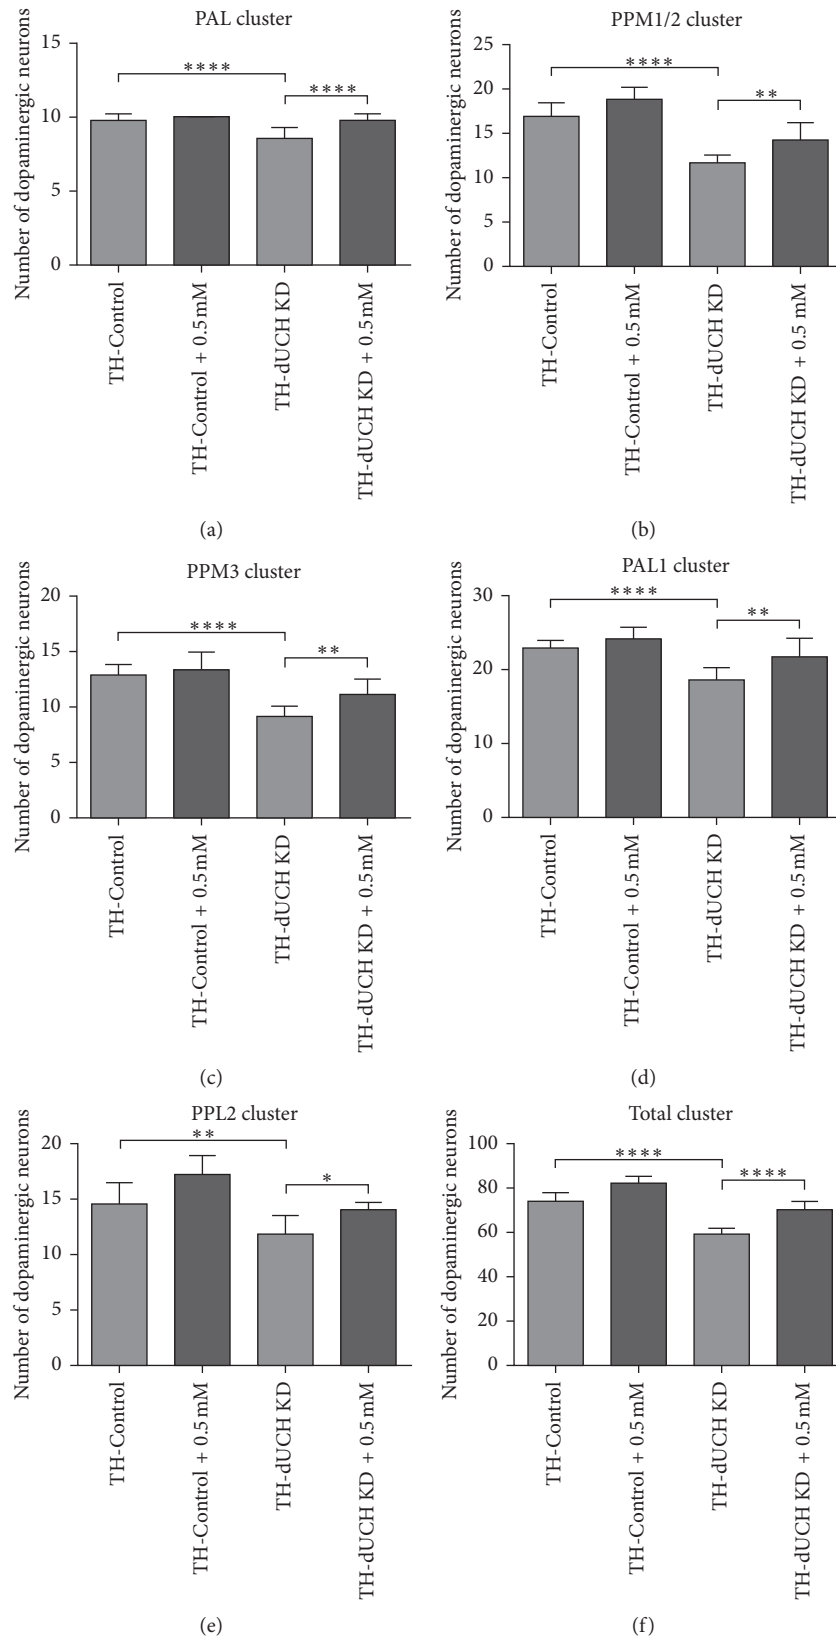 PAL cluster
Number of dopaminergic neurons
15
10
5
0
****
****
TH-Control
TH-Control + 0.5 mM
TH-dUCH KD
TH-dUCH KD + 0.5 mM
(a)
PPM1/2 cluster
Number of dopaminergic neurons
25
20
15
10
5
0
****
**
TH-Control
TH-Control + 0.5 mM
TH-dUCH KD
TH-dUCH KD + 0.5 mM
(b)
PPM3 cluster
Number of dopaminergic neurons
20
15
10
5
0
****
**
TH-Control
TH-Control + 0.5 mM
TH-dUCH KD
TH-dUCH KD + 0.5 mM
(c)
PAL1 cluster
Number of dopaminergic neurons
30
20
10
0
****
**
TH-Control
TH-Control + 0.5 mM
TH-dUCH KD
TH-dUCH KD + 0.5 mM
(d)
PPL2 cluster
Number of dopaminergic neurons
20
15
10
5
0
**
*
TH-Control
TH-Control + 0.5 mM
TH-dUCH KD
TH-dUCH KD + 0.5 mM
(e)
Total cluster
Number of dopaminergic neurons
100
80
60
40
20
0
****
****
TH-Control
TH-Control + 0.5 mM
TH-dUCH KD
TH-dUCH KD + 0.5 mM
(f)